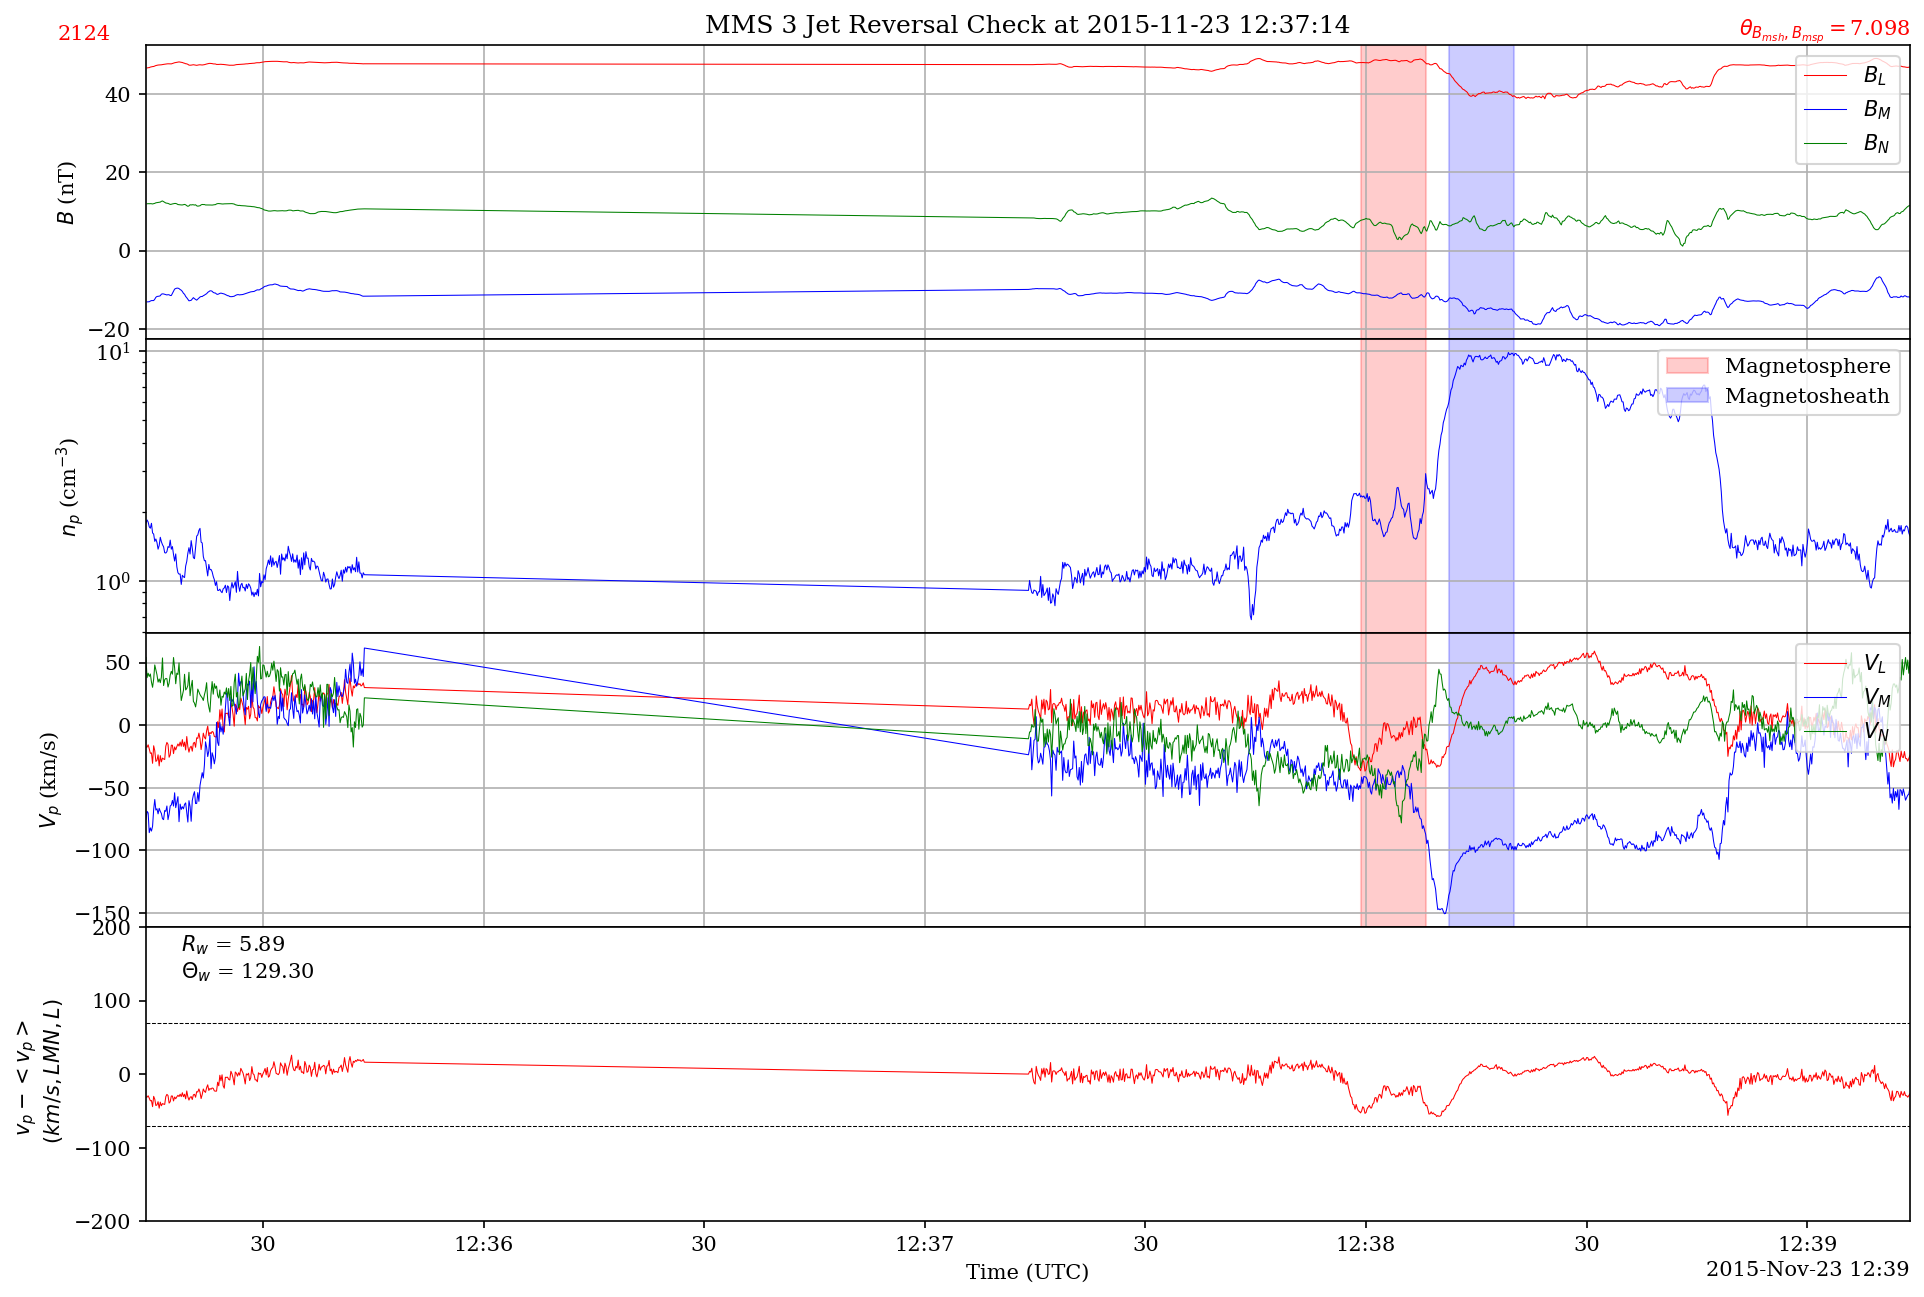 MMS 3 Jet Reversal Check at 2015-11-23 12:37:14
2124
θ_{B_{msh}, B_{msp}} = 7.098
B (nT)
40
20
0
−20
B_L
B_M
B_N
n_p (cm^{−3})
10^1
10^0
Magnetosphere
Magnetosheath
V_p (km/s)
50
0
−50
−100
−150
V_L
V_M
V_N
v_p − < v_p >
(km/s, LMN, L)
200
100
0
−100
−200
R_w = 5.89
Θ_w = 129.30
30 12:36 30 12:37 30 12:38 30 12:39
Time (UTC)
2015-Nov-23 12:39